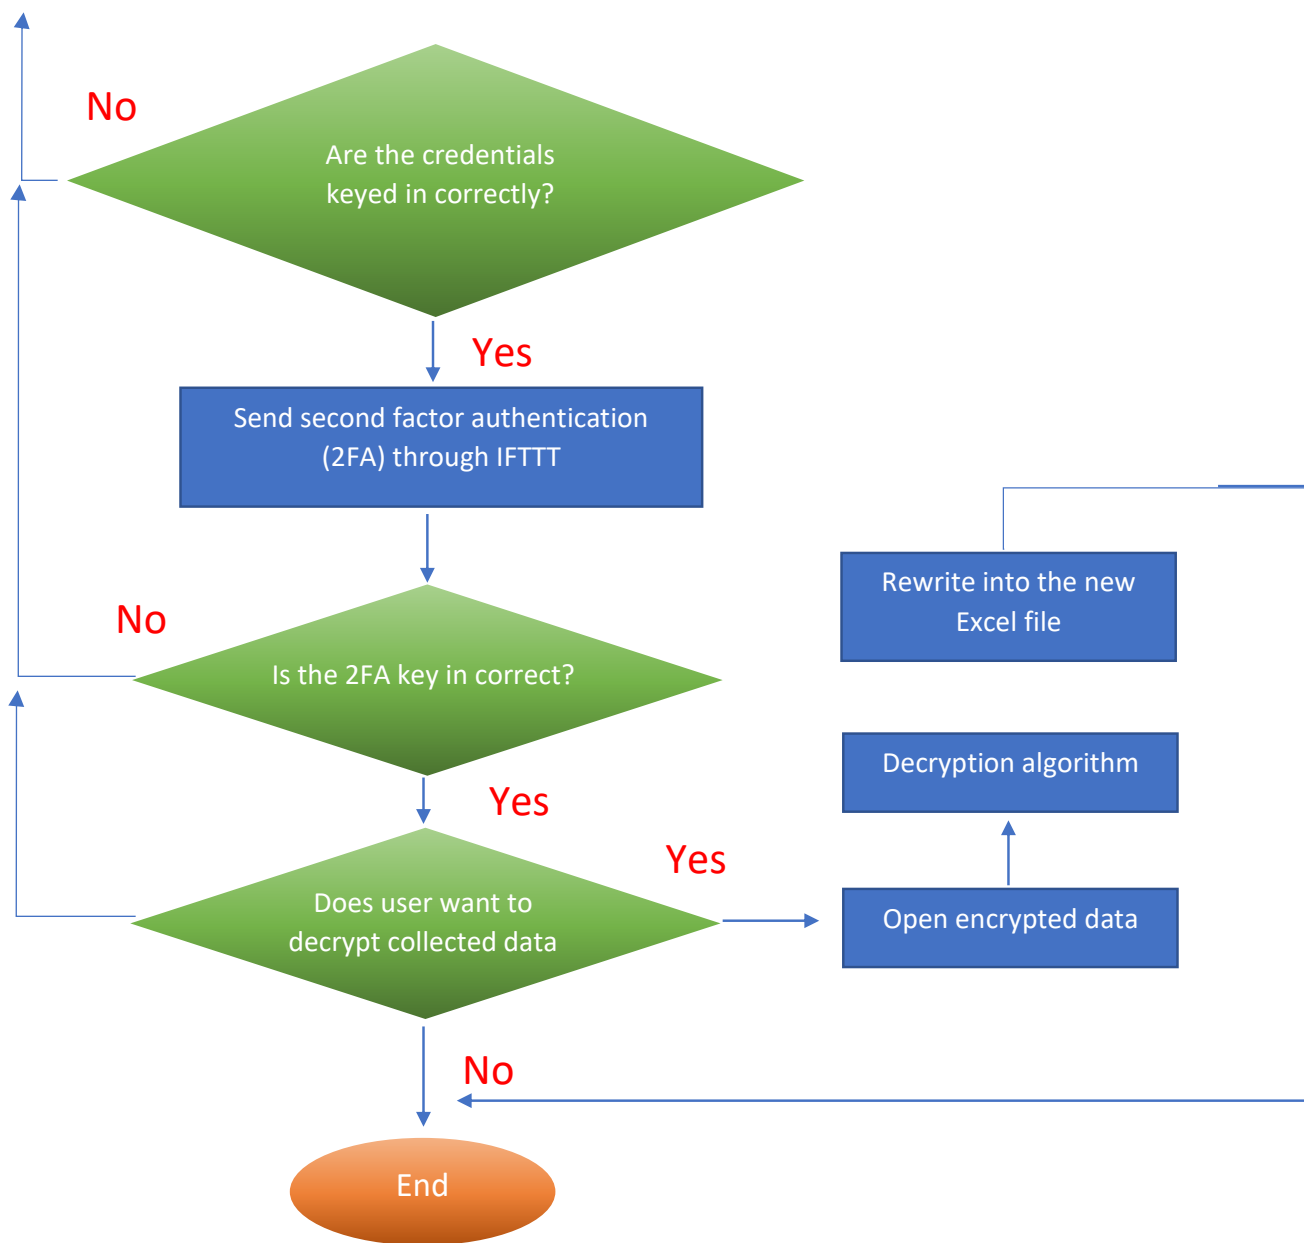 No
Are the credentials
keyed in correctly?
Yes
Send second factor authentication
(2FA) through IFTTT
Rewrite into the new
Excel file
No
Is the 2FA key in correct?
Decryption algorithm
Yes
Yes
Does user want to
decrypt collected data
Open encrypted data
No
End